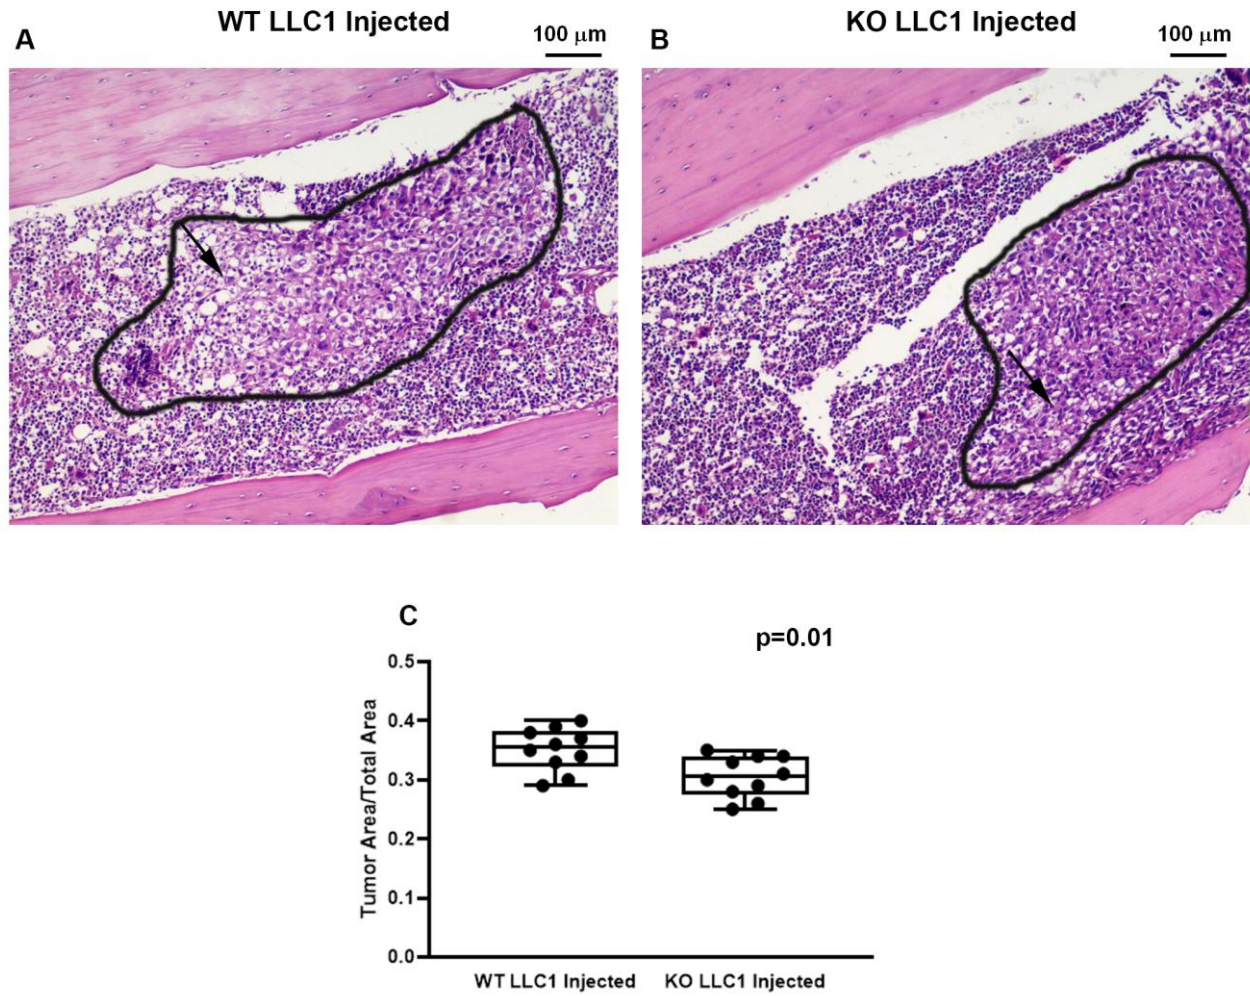 WT LLC1 Injected
KO LLC1 Injected
A
100 μm
B
100 μm
C
p=0.01
0.5
0.4
0.3
0.2
0.1
0.0
Tumor Area/Total Area
WT LLC1 Injected
KO LLC1 Injected